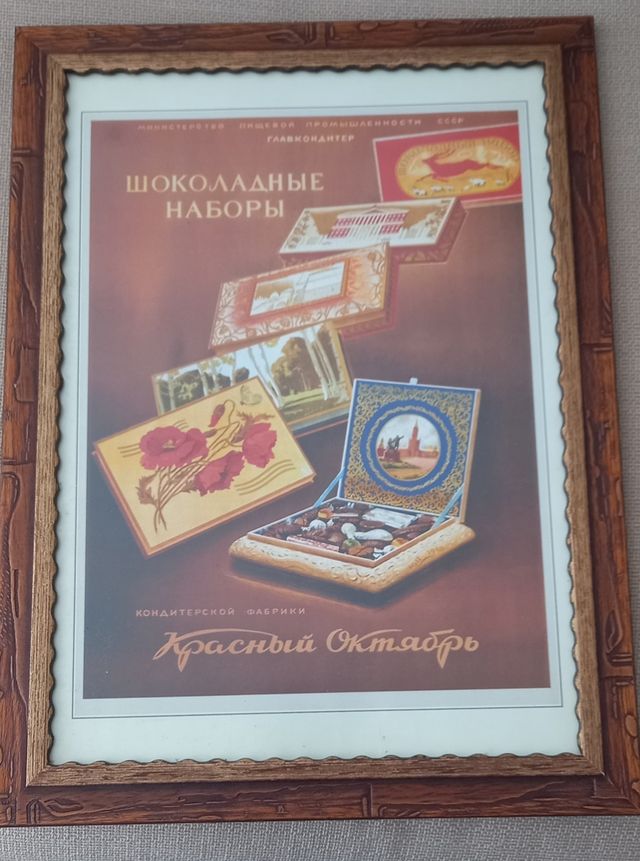 МИНИСТЕРСТВО ПИЩЕВОЙ ПРОМЫШЛЕННОСТИ СССР
ГЛАВКОНДИТЕР
ШОКОЛАДНЫЕ
НАБОРЫ
КОНДИТЕРСКОЙ ФАБРИКИ
Красный Октябрь